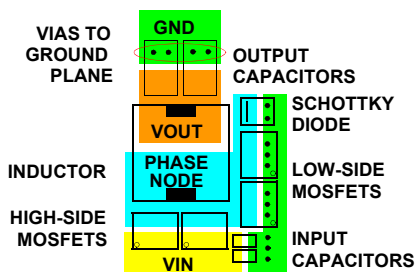 VIAS TO
GROUND
PLANE
GND
OUTPUT
CAPACITORS
VOUT
SCHOTTKY
DIODE
INDUCTOR
PHASE
NODE
LOW-SIDE
MOSFETS
HIGH-SIDE
MOSFETS
VIN
INPUT
CAPACITORS